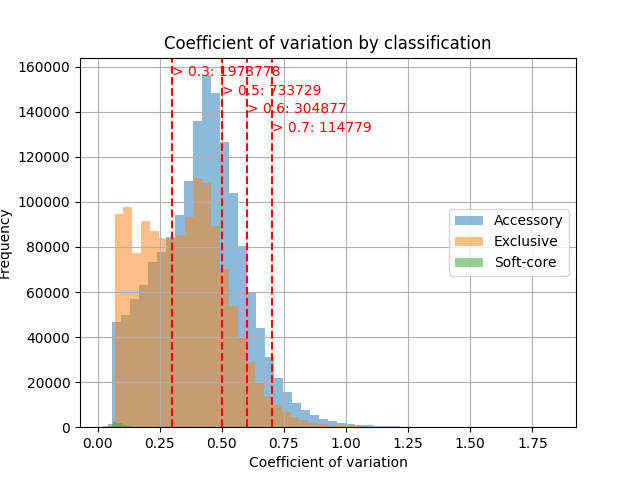 Coefficient of variation by classification
160000
140000
120000
100000
80000
60000
40000
20000
0
Frequency
> 0.3: 1978778
> 0.5: 733729
> 0.6: 304877
> 0.7: 114779
Accessory
Exclusive
Soft-core
0.00 0.25 0.50 0.75 1.00 1.25 1.50 1.75
Coefficient of variation